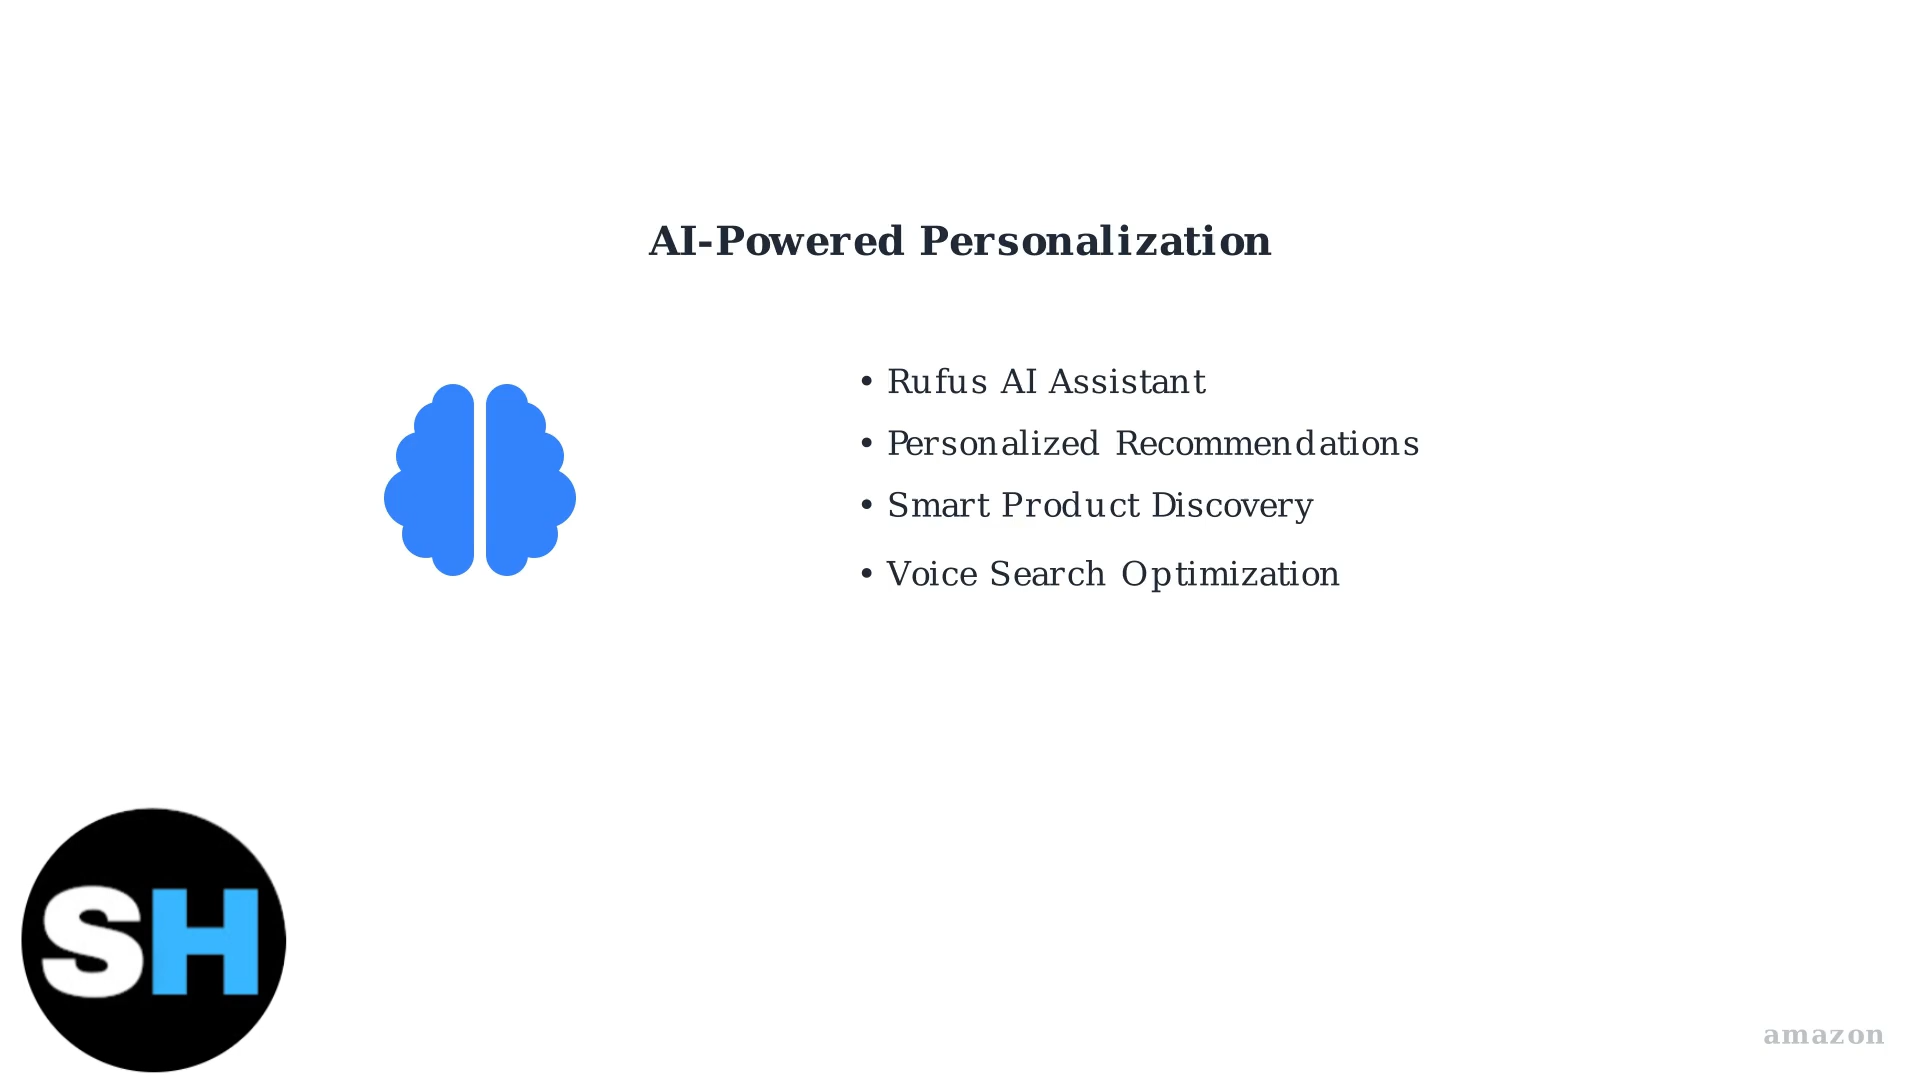 AI-Powered Personalization
• Rufus AI Assistant
• Personalized Recommendations
• Smart Product Discovery
• Voice Search Optimization
SH
amazon